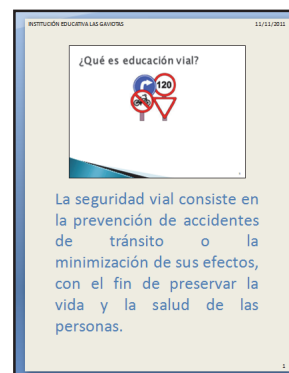 INSTITUCIÓN EDUCATIVA LAS GAVIOTAS 11/11/2011
¿Qué es educación vial?
120
La seguridad vial consiste en
la prevención de accidentes
de tránsito o la
minimización de sus efectos,
con el fin de preservar la
vida y la salud de las
personas.
1